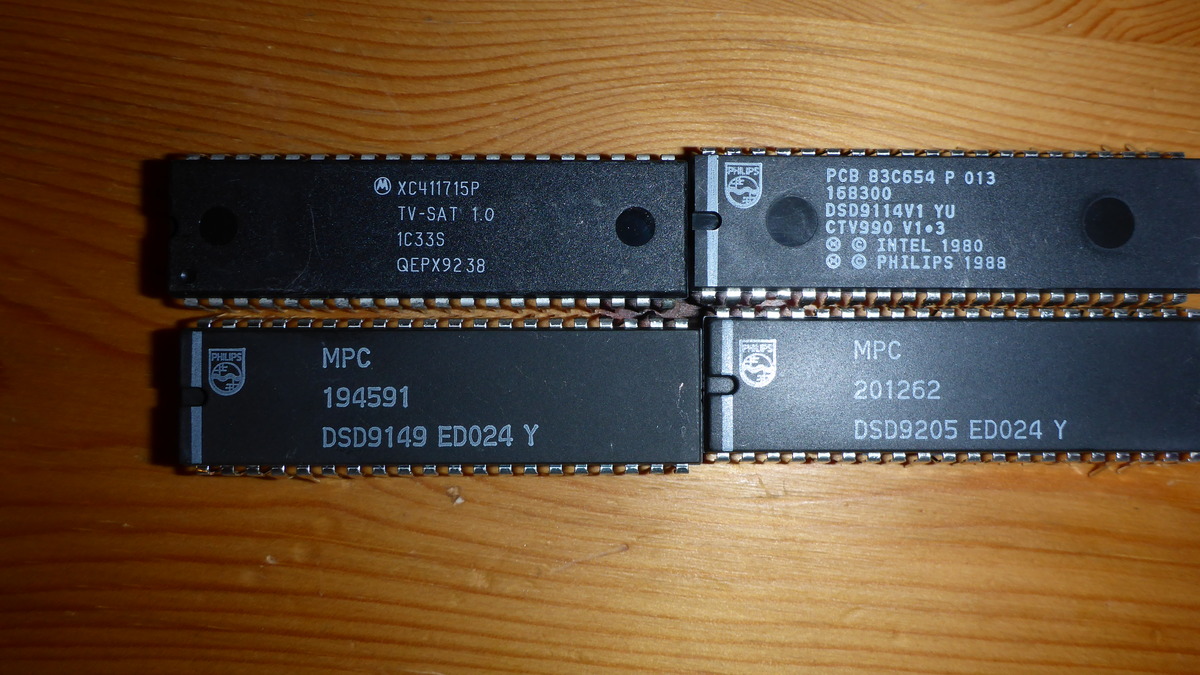 XC411715P
TV-SAT 1.0
1C33S
QEPX9238
PHILIPS
PCB 83C654 P 013
168300
DSD9114V1 YU
CTV990 V1•3
Ⓜ © INTEL 1980
Ⓜ © PHILIPS 1988
PHILIPS
MPC
194591
DSD9149 ED024 Y
PHILIPS
MPC
201262
DSD9205 ED024 Y